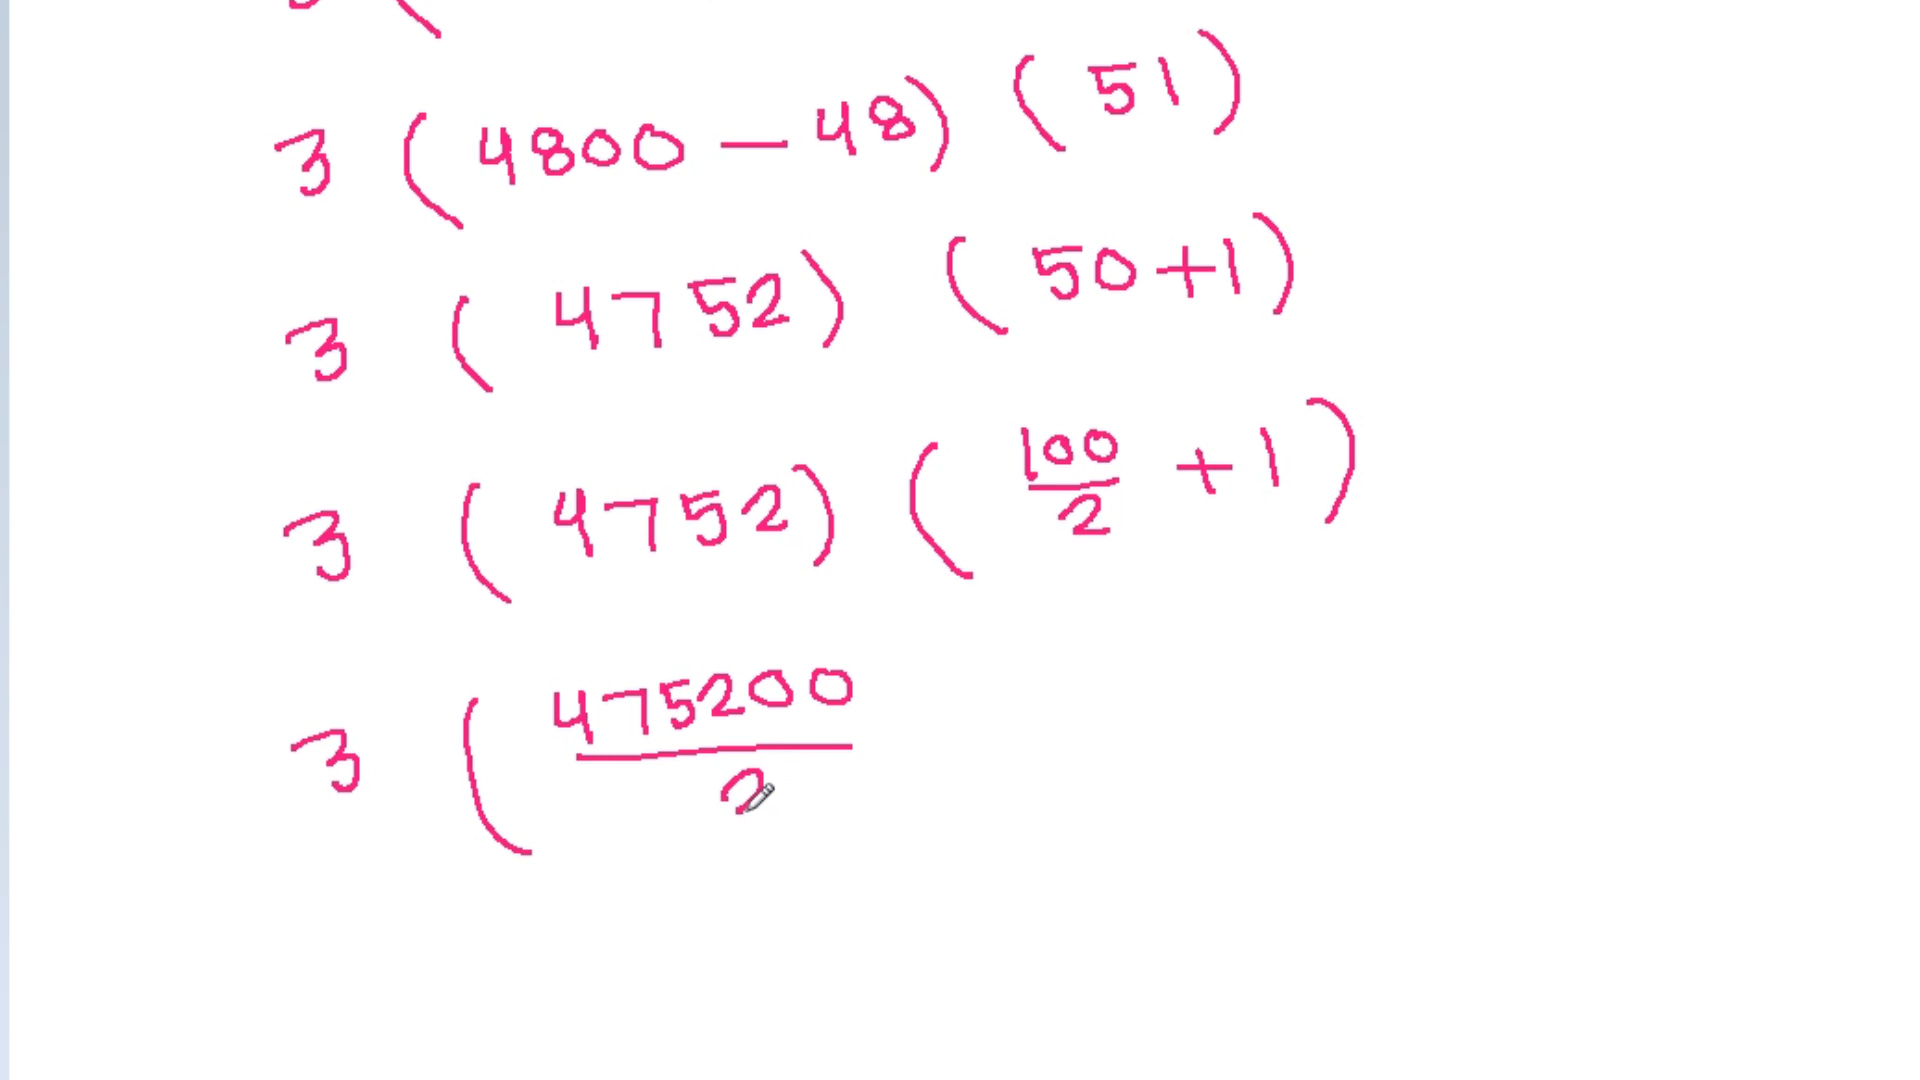 3 (4800 – 48) (51)
3 (4752) (50+1)
3 (4752) (100/2 + 1)
3 (475200/2